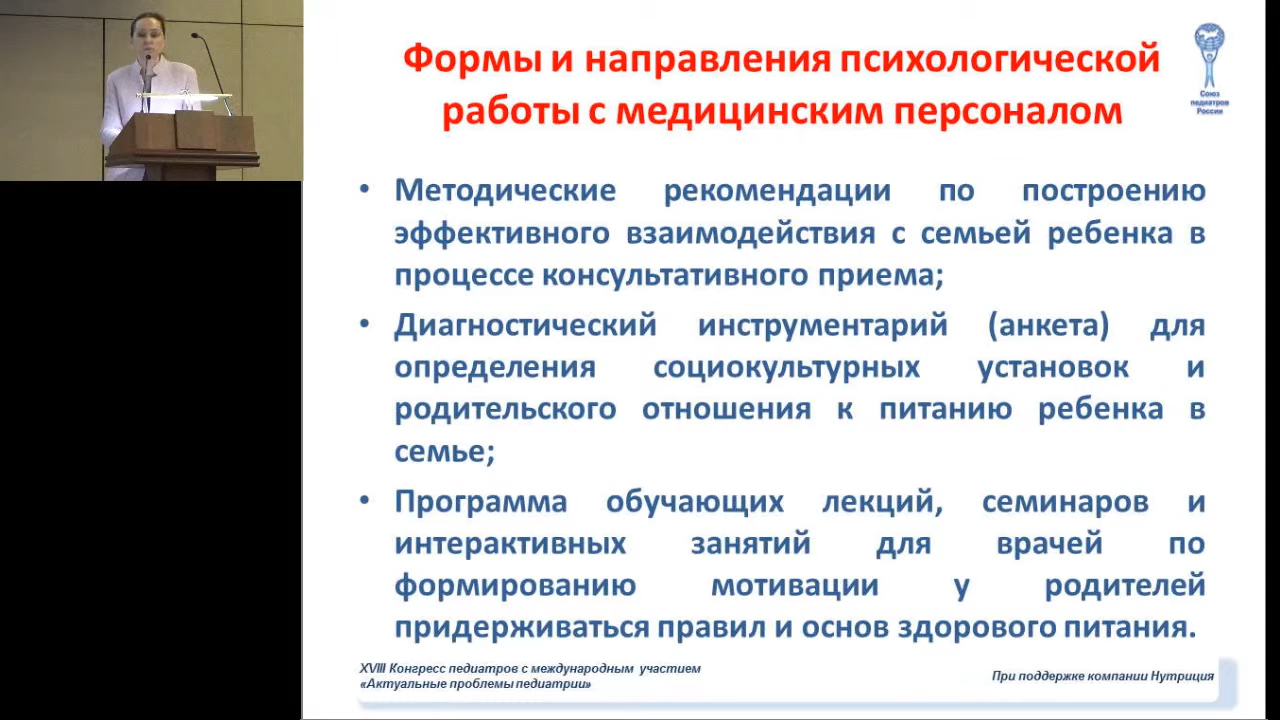 Формы и направления психологической
работы с медицинским персоналом
Союз
педиатров
России
• Методические рекомендации по построению
эффективного взаимодействия с семьей ребенка в
процессе консультативного приема;
• Диагностический инструментарий (анкета) для
определения социокультурных установок и
родительского отношения к питанию ребенка в
семье;
• Программа обучающих лекций, семинаров и
интерактивных занятий для врачей по
формированию мотивации у родителей
придерживаться правил и основ здорового питания.
XVIII Конгресс педиатров с международным участием
«Актуальные проблемы педиатрии»
При поддержке компании Нутриция